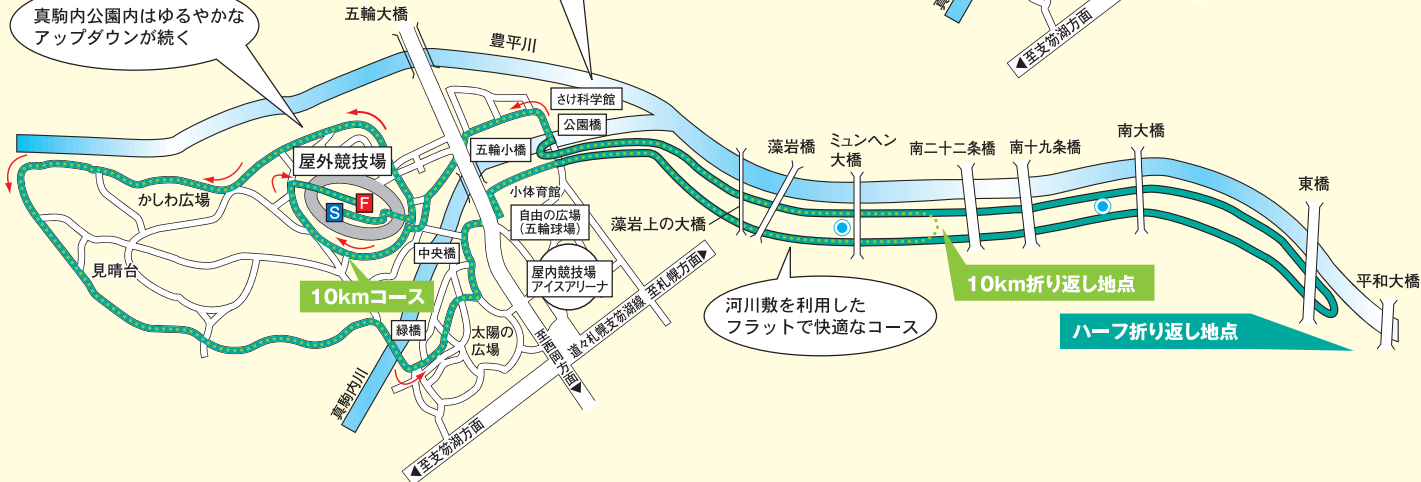 真駒内公園内はゆるやかな
アップダウンが続く
五輪大橋
豊平川
◀至支笏湖方面
さけ科学館
公園橋
五輪小橋
屋外競技場
かしわ広場
S
F
小体育館
自由の広場
(五輪球場)
中央橋
見晴台
10kmコース
屋内競技場
アイスアリーナ
緑橋
太陽の
広場
真駒内川
至西岡方面▶
道々札幌支笏湖線
至札幌方面▶
◀至支笏湖方面
藻岩上の大橋
藻岩橋
ミュンヘン
大橋
南二十二条橋
南十九条橋
南大橋
東橋
平和大橋
10km折り返し地点
河川敷を利用した
フラットで快適なコース
ハーフ折り返し地点